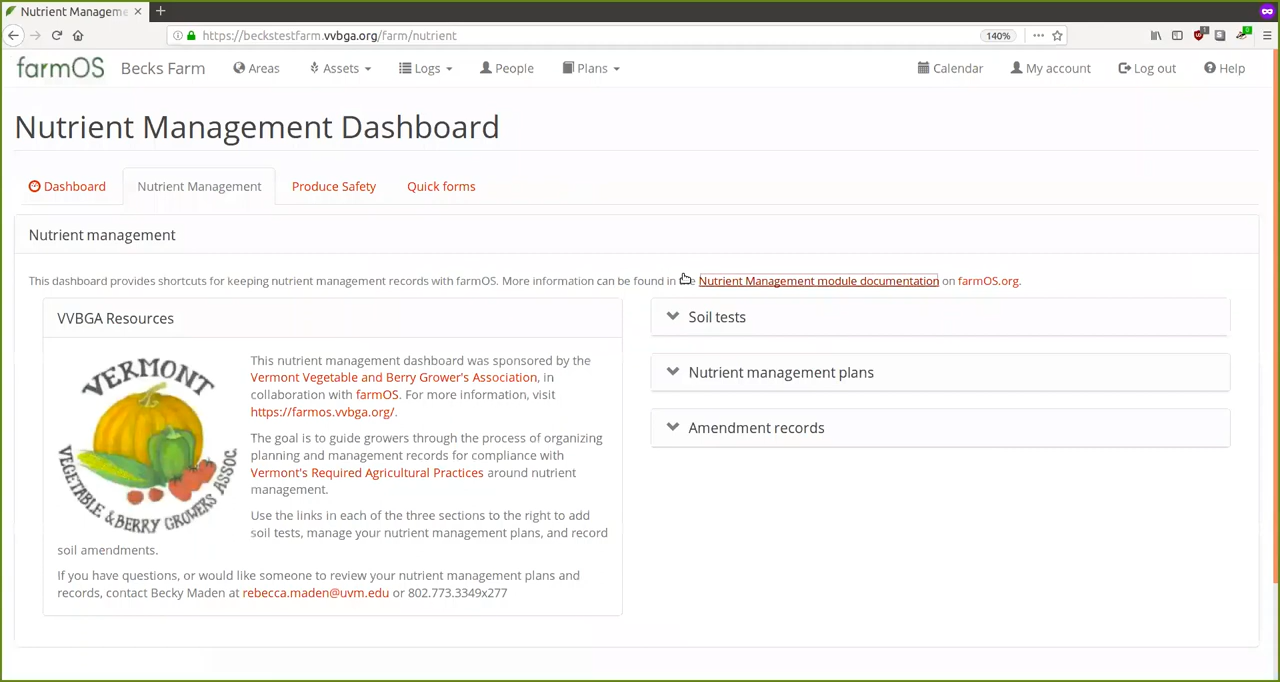 Nutrient Manageme
https://beckstestfarm.vvbga.org/farm/nutrient
140%
farmOS Becks Farm Areas Assets Logs People Plans Calendar My account Log out Help
Nutrient Management Dashboard
Dashboard Nutrient Management Produce Safety Quick forms
Nutrient management
This dashboard provides shortcuts for keeping nutrient management records with farmOS. More information can be found in Nutrient Management module documentation on farmOS.org.
VVBGA Resources
VERMONT
VEGETABLE & BERRY GROWERS ASSOC.
This nutrient management dashboard was sponsored by the
Vermont Vegetable and Berry Grower's Association, in
collaboration with farmOS. For more information, visit
https://farmos.vvbga.org/.
The goal is to guide growers through the process of organizing
planning and management records for compliance with
Vermont's Required Agricultural Practices around nutrient
management.
Use the links in each of the three sections to the right to add
soil tests, manage your nutrient management plans, and record
soil amendments.
If you have questions, or would like someone to review your nutrient management plans and
records, contact Becky Maden at rebecca.maden@uvm.edu or 802.773.3349x277
Soil tests
Nutrient management plans
Amendment records